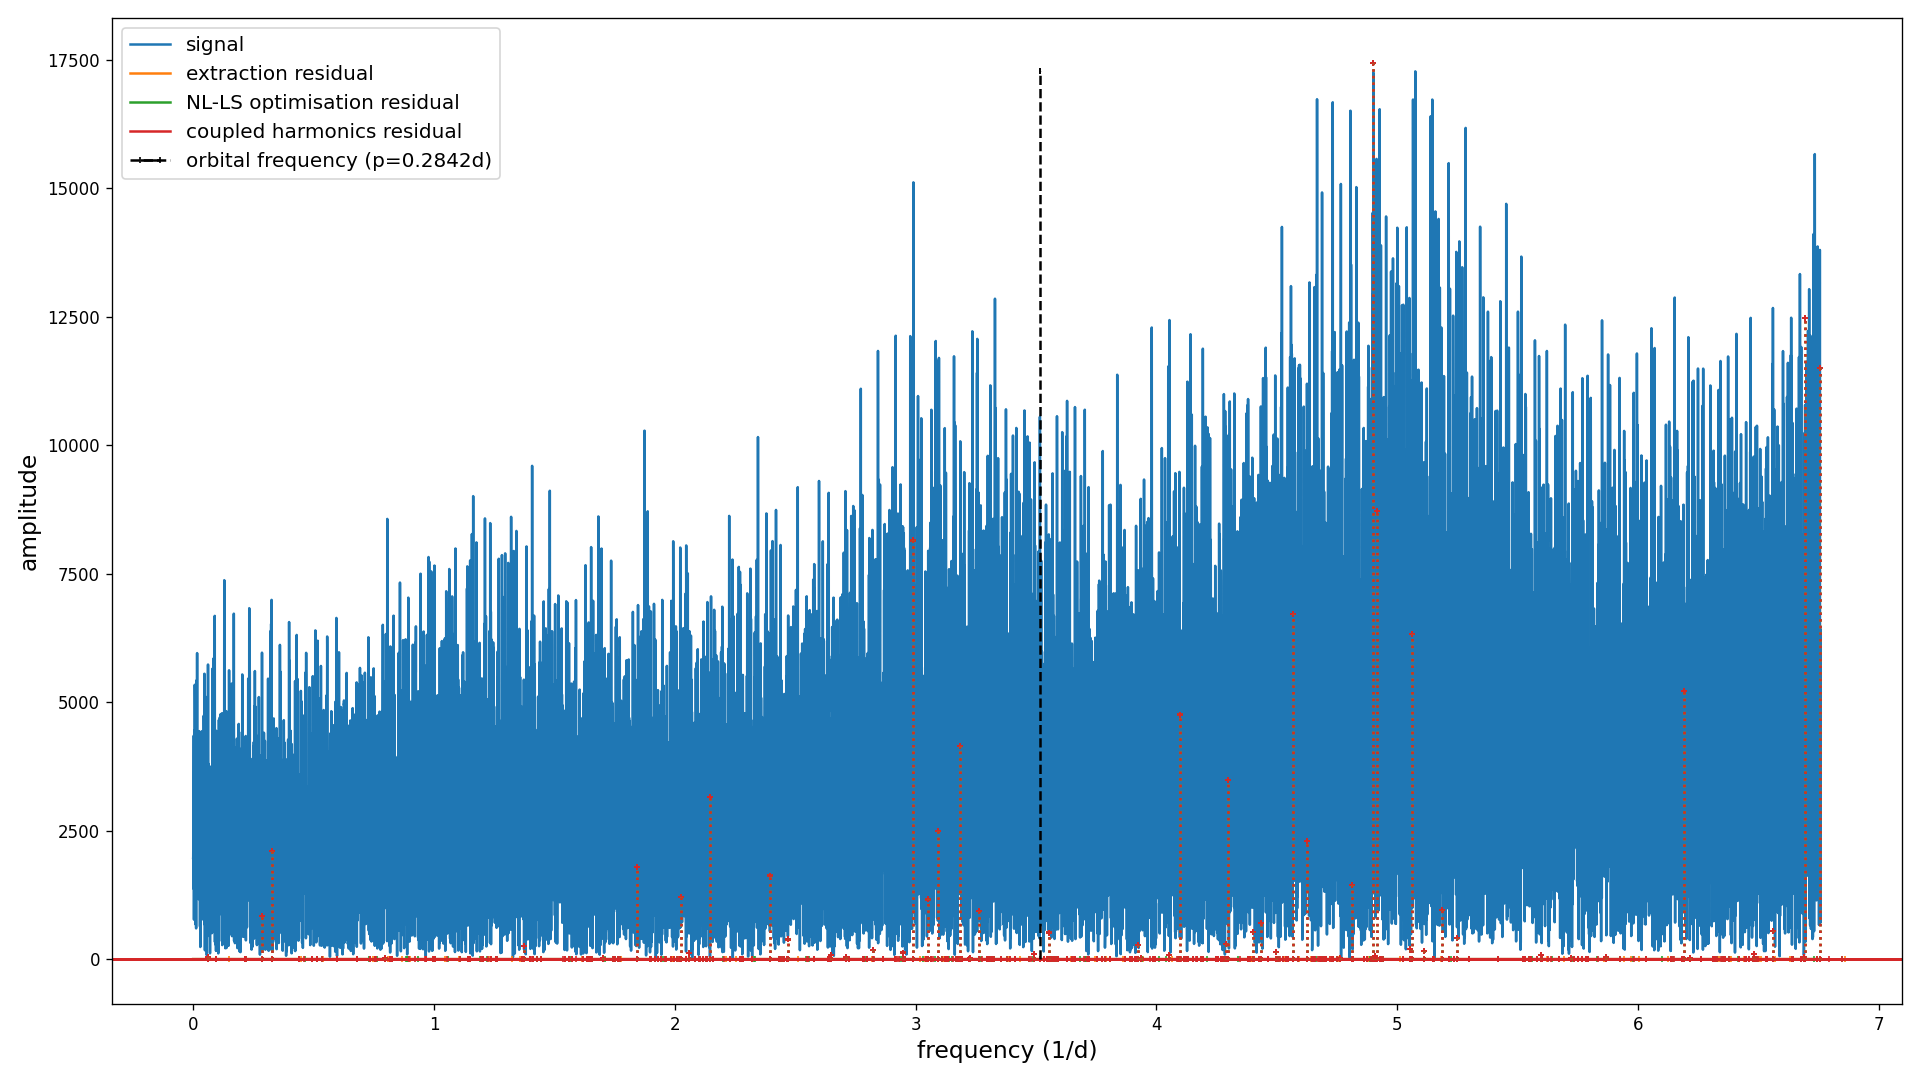 signal
extraction residual
NL-LS optimisation residual
coupled harmonics residual
orbital frequency (p=0.2842d)
17500
15000
12500
10000
7500
5000
2500
0
amplitude
0 1 2 3 4 5 6 7
frequency (1/d)